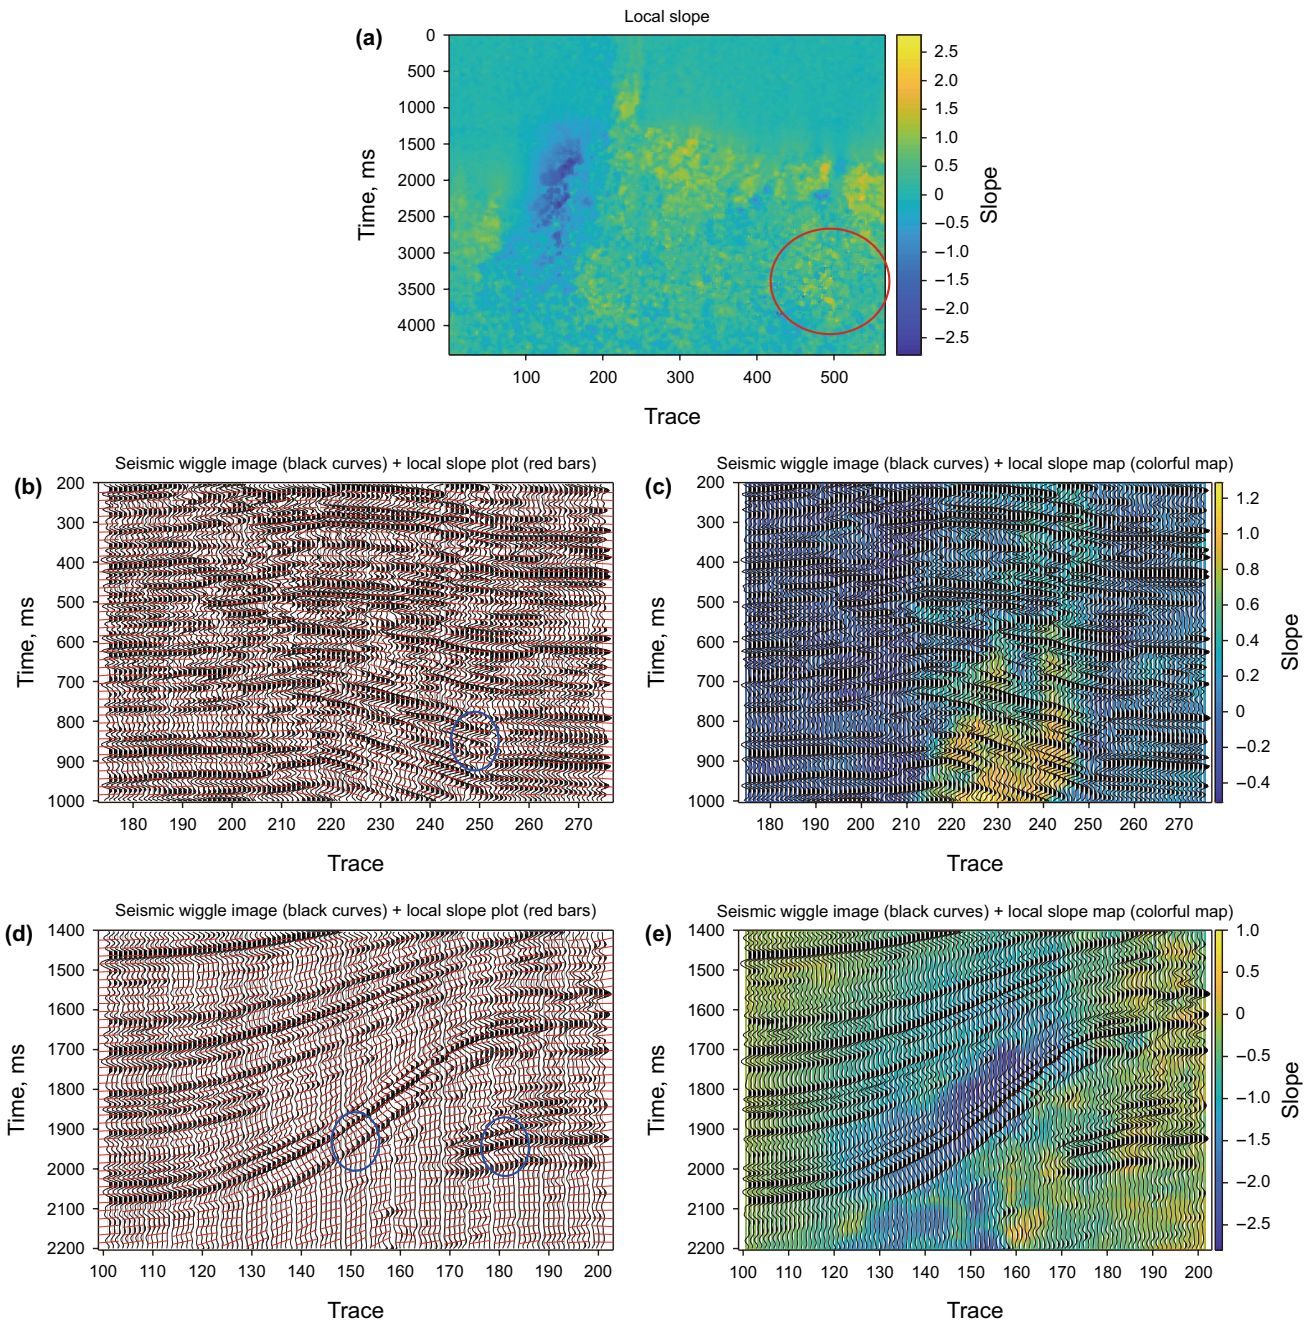 Local slope
(a)
0
500
1000
1500
2000
2500
3000
3500
4000
Time, ms
100 200 300 400 500
Trace
2.5
2.0
1.5
1.0
0.5
0
−0.5
−1.0
−1.5
−2.0
−2.5
Slope
Seismic wiggle image (black curves) + local slope plot (red bars)
(b)
200
300
400
500
600
700
800
900
1000
Time, ms
180 190 200 210 220 230 240 250 260 270
Trace
Seismic wiggle image (black curves) + local slope map (colorful map)
(c)
200
300
400
500
600
700
800
900
1000
Time, ms
180 190 200 210 220 230 240 250 260 270
Trace
1.2
1.0
0.8
0.6
0.4
0.2
0
−0.2
−0.4
Slope
Seismic wiggle image (black curves) + local slope plot (red bars)
(d)
1400
1500
1600
1700
1800
1900
2000
2100
2200
Time, ms
100 110 120 130 140 150 160 170 180 190 200
Trace
Seismic wiggle image (black curves) + local slope map (colorful map)
(e)
1400
1500
1600
1700
1800
1900
2000
2100
2200
Time, ms
100 110 120 130 140 150 160 170 180 190 200
Trace
1.0
0.5
0
−0.5
−1.0
−1.5
−2.0
−2.5
Slope